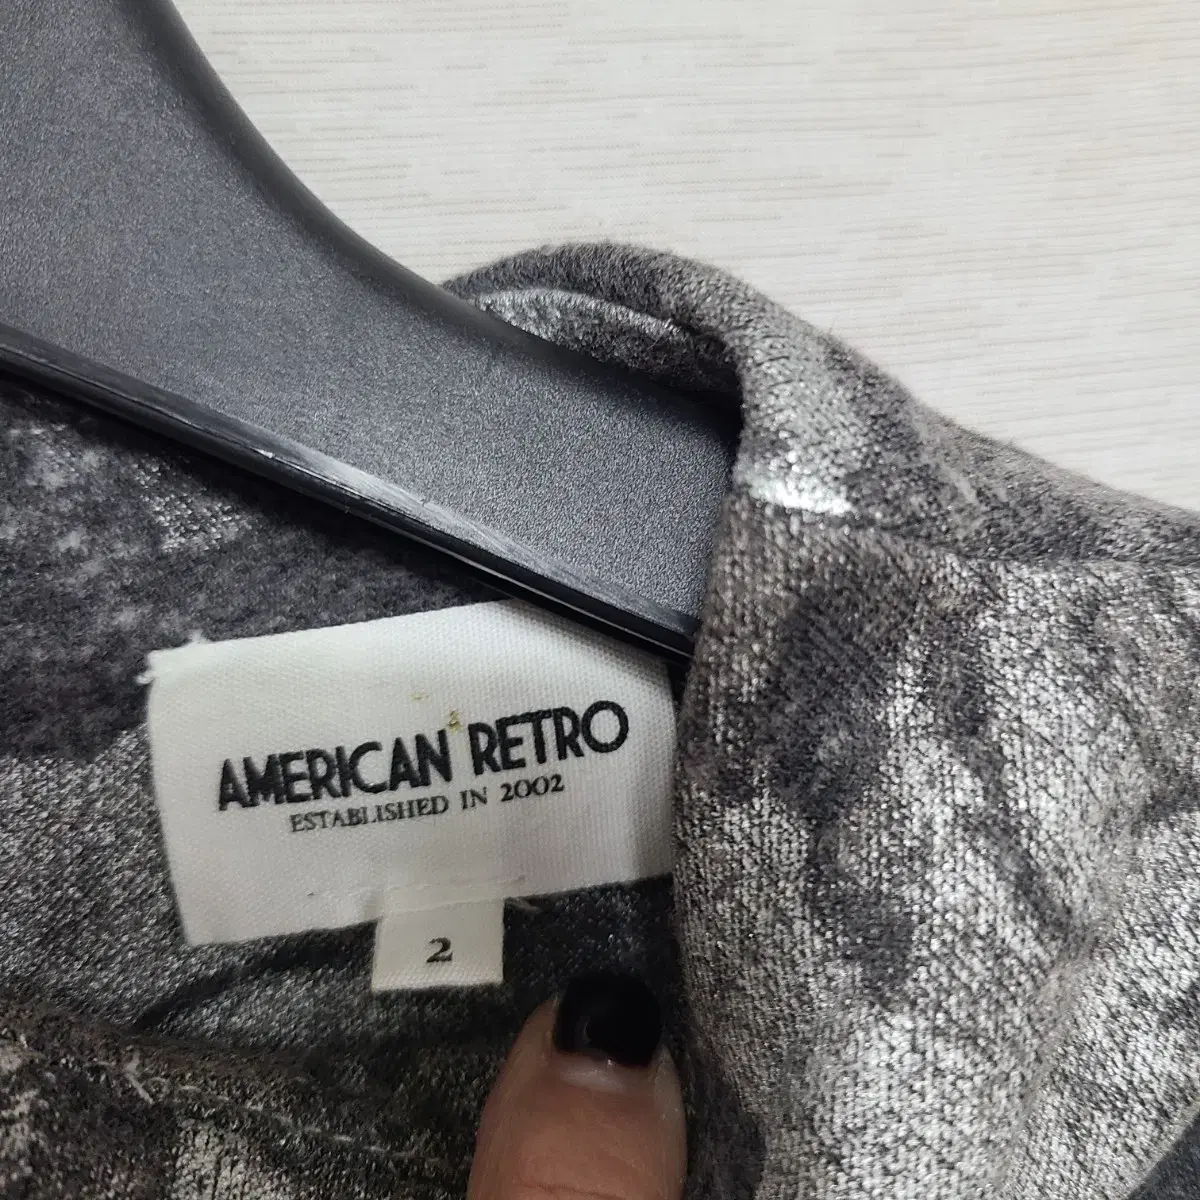 AMERICAN RETRO
ESTABLISHED IN 2002
2